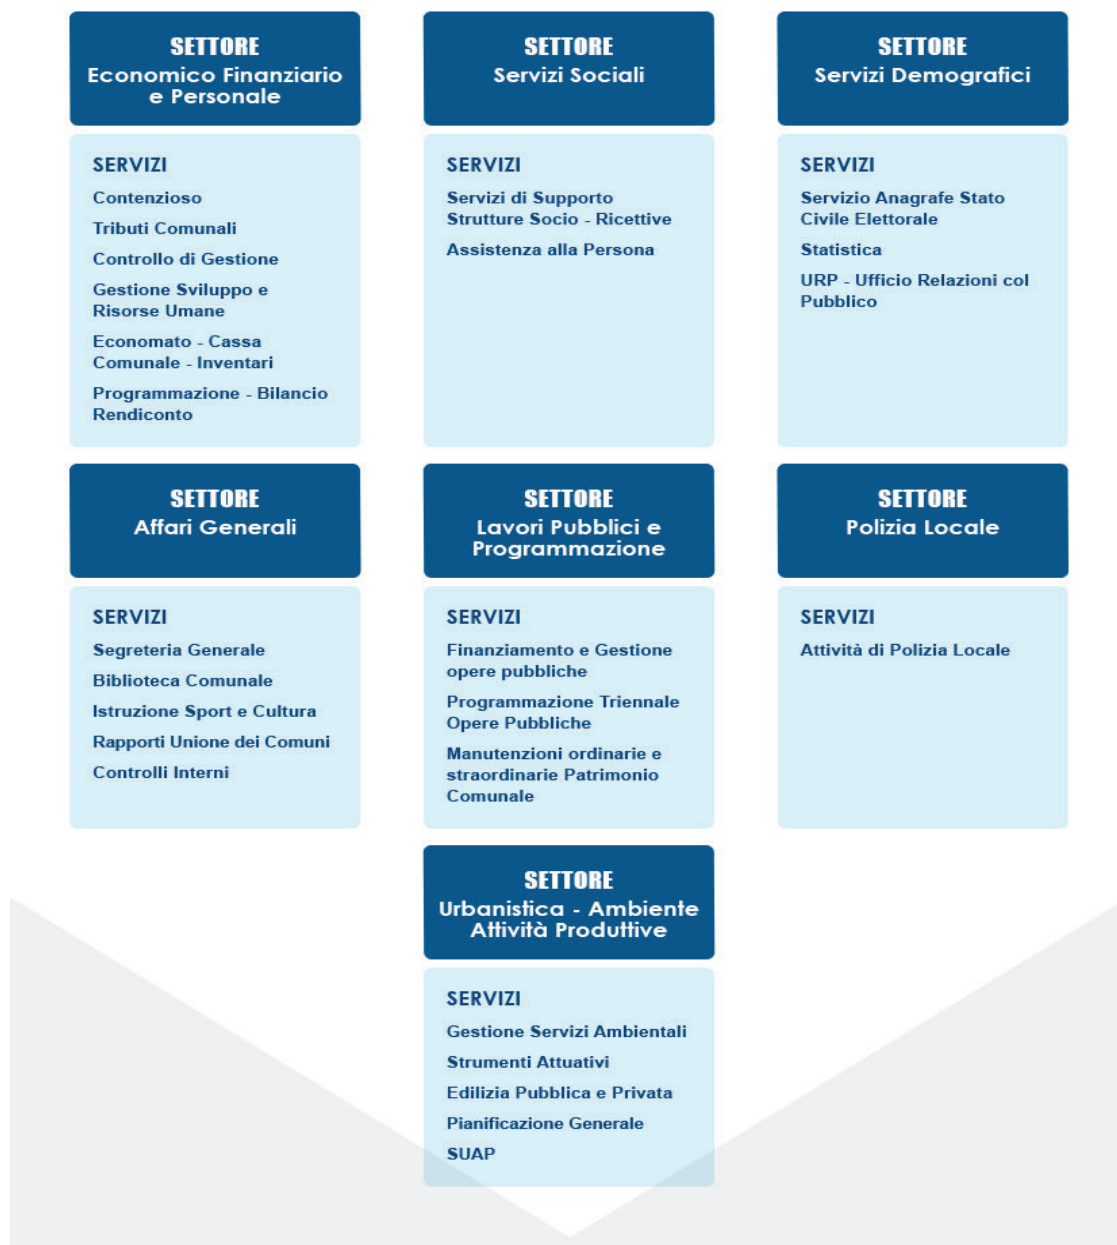 SETTORE
Economico Finanziario
e Personale
SERVIZI
Contenzioso
Tributi Comunali
Controllo di Gestione
Gestione Sviluppo e
Risorse Umane
Economato - Cassa
Comunale - Inventari
Programmazione - Bilancio
Rendiconto
SETTORE
Servizi Sociali
SERVIZI
Servizi di Supporto
Strutture Socio - Ricettive
Assistenza alla Persona
SETTORE
Servizi Demografici
SERVIZI
Servizio Anagrafe Stato
Civile Elettorale
Statistica
URP - Ufficio Relazioni col
Pubblico
SETTORE
Affari Generali
SERVIZI
Segreteria Generale
Biblioteca Comunale
Istruzione Sport e Cultura
Rapporti Unione dei Comuni
Controlli Interni
SETTORE
Lavori Pubblici e
Programmazione
SERVIZI
Finanziamento e Gestione
opere pubbliche
Programmazione Triennale
Opere Pubbliche
Manutenzioni ordinarie e
straordinarie Patrimonio
Comunale
SETTORE
Polizia Locale
SERVIZI
Attività di Polizia Locale
SETTORE
Urbanistica - Ambiente
Attività Produttive
SERVIZI
Gestione Servizi Ambientali
Strumenti Attuativi
Edilizia Pubblica e Privata
Pianificazione Generale
SUAP